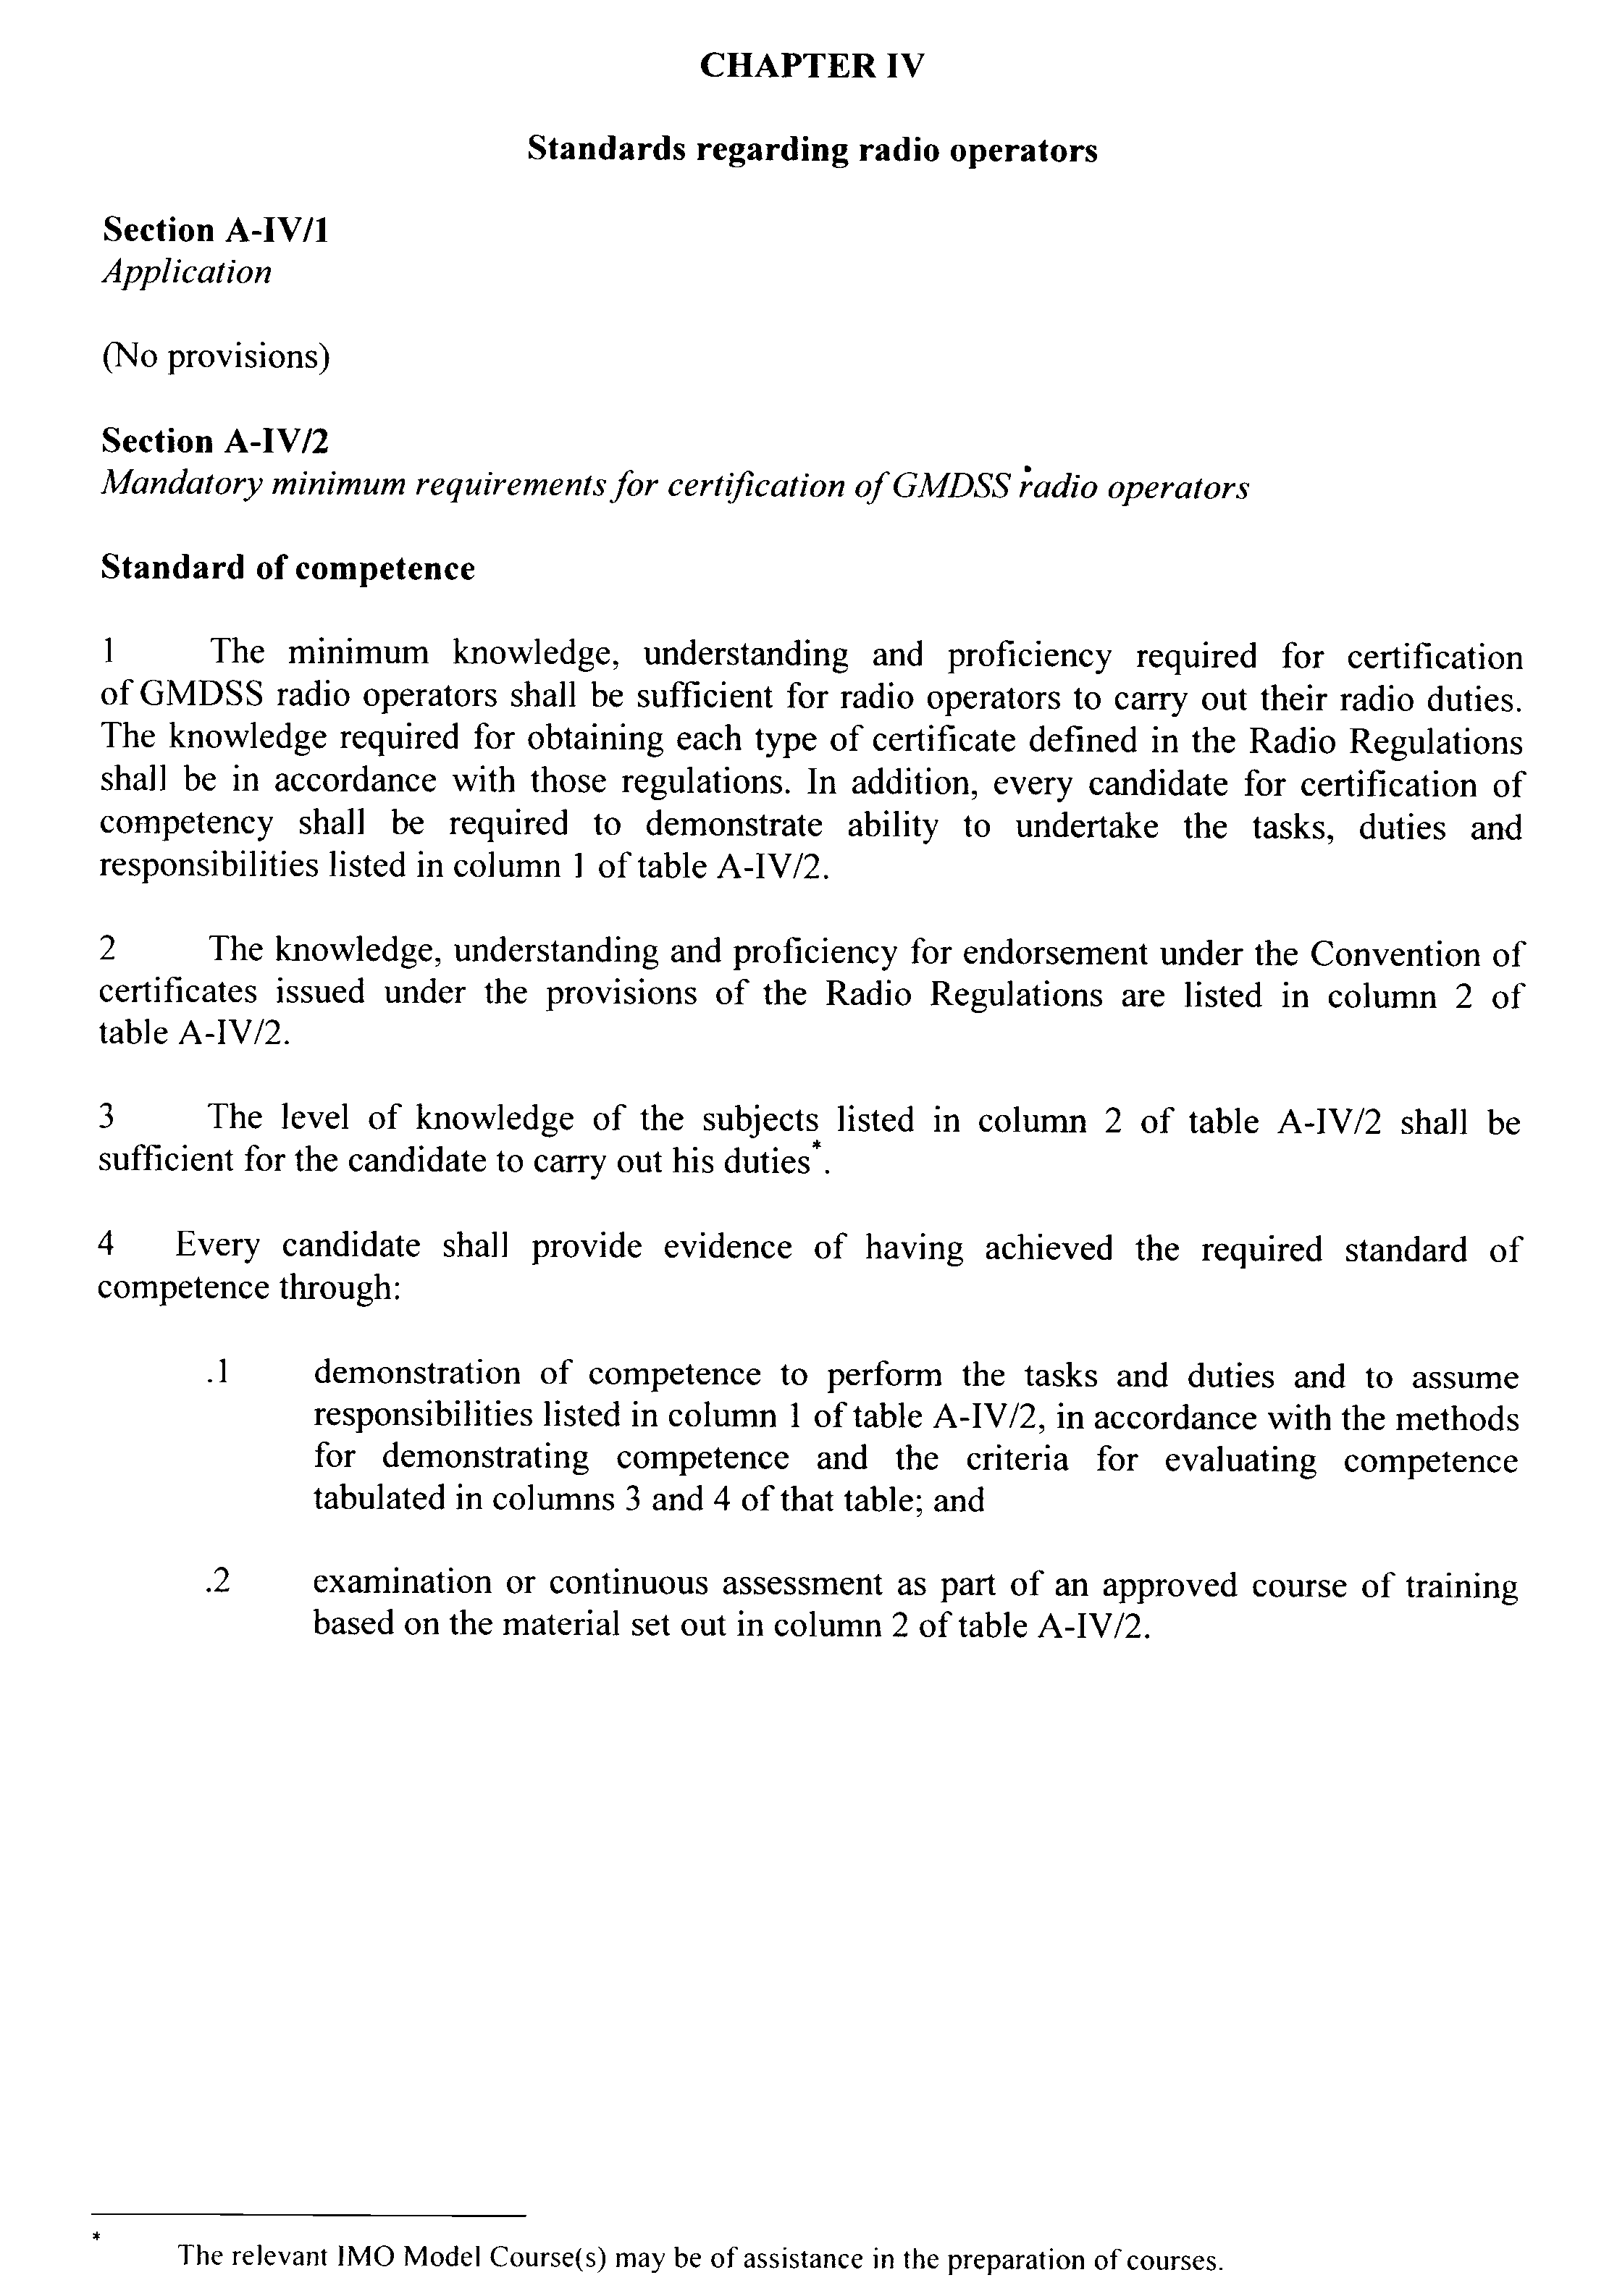 CHAPTER IV
Standards regarding radio operators
Section A-IV/1
Application
(No provisions)
Section A-IV/2
Mandatory minimum requirements for certification of GMDSS radio operators
Standard of competence
1 The minimum knowledge, understanding and proficiency required for certification
of GMDSS radio operators shall be sufficient for radio operators to carry out their radio duties.
The knowledge required for obtaining each type of certificate defined in the Radio Regulations
shall be in accordance with those regulations. In addition, every candidate for certification of
competency shall be required to demonstrate ability to undertake the tasks, duties and
responsibilities listed in column 1 of table A-IV/2.
2 The knowledge, understanding and proficiency for endorsement under the Convention of
certificates issued under the provisions of the Radio Regulations are listed in column 2 of
table A-IV/2.
3 The level of knowledge of the subjects listed in column 2 of table A-IV/2 shall be
sufficient for the candidate to carry out his duties*.
4 Every candidate shall provide evidence of having achieved the required standard of
competence through:
.1 demonstration of competence to perform the tasks and duties and to assume
responsibilities listed in column 1 of table A-IV/2, in accordance with the methods
for demonstrating competence and the criteria for evaluating competence
tabulated in columns 3 and 4 of that table; and
.2 examination or continuous assessment as part of an approved course of training
based on the material set out in column 2 of table A-IV/2.
* The relevant IMO Model Course(s) may be of assistance in the preparation of courses.